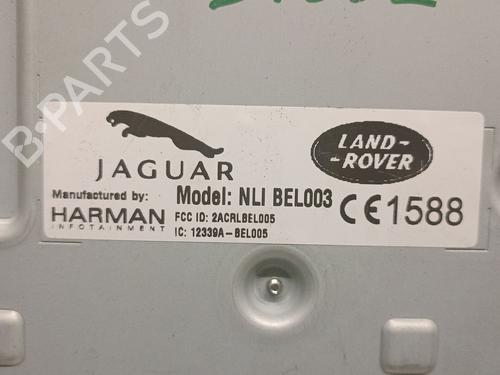 B-PARTS
JAGUAR
LAND-
-ROVER
Manufactured by:
HARMAN
INFOTAINMENT
Model: NLI BEL003
FCC ID: 2ACRLBEL005
IC: 12339A-BEL005
CE1588